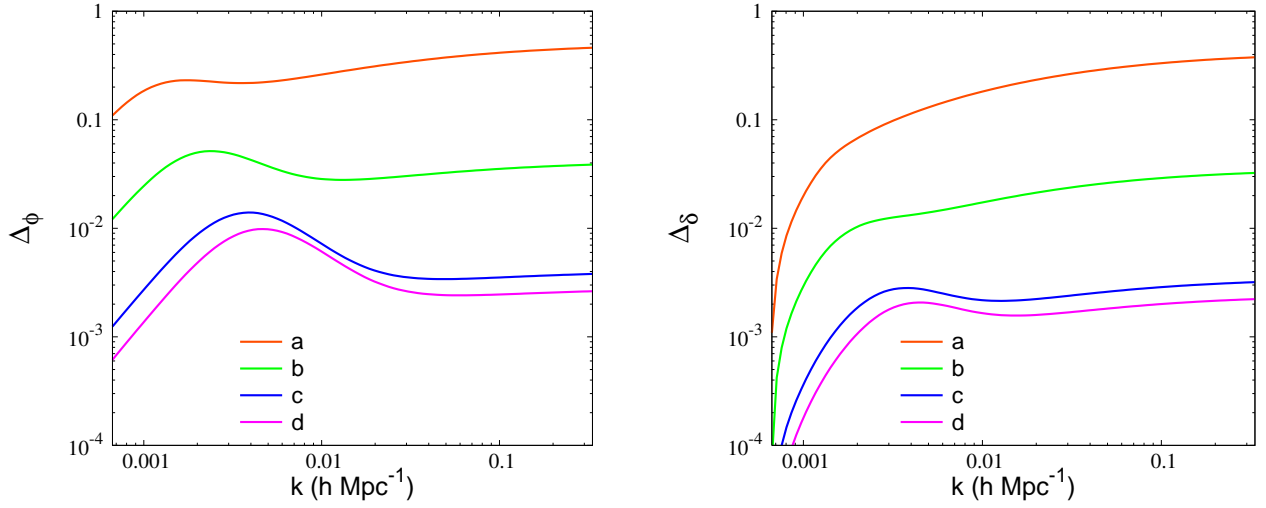 1
0.1
10⁻²
10⁻³
10⁻⁴
Δ_ϕ
0.001
0.01
0.1
k (h Mpc⁻¹)
a
b
c
d
1
0.1
10⁻²
10⁻³
10⁻⁴
Δ_δ
0.001
0.01
0.1
k (h Mpc⁻¹)
a
b
c
d